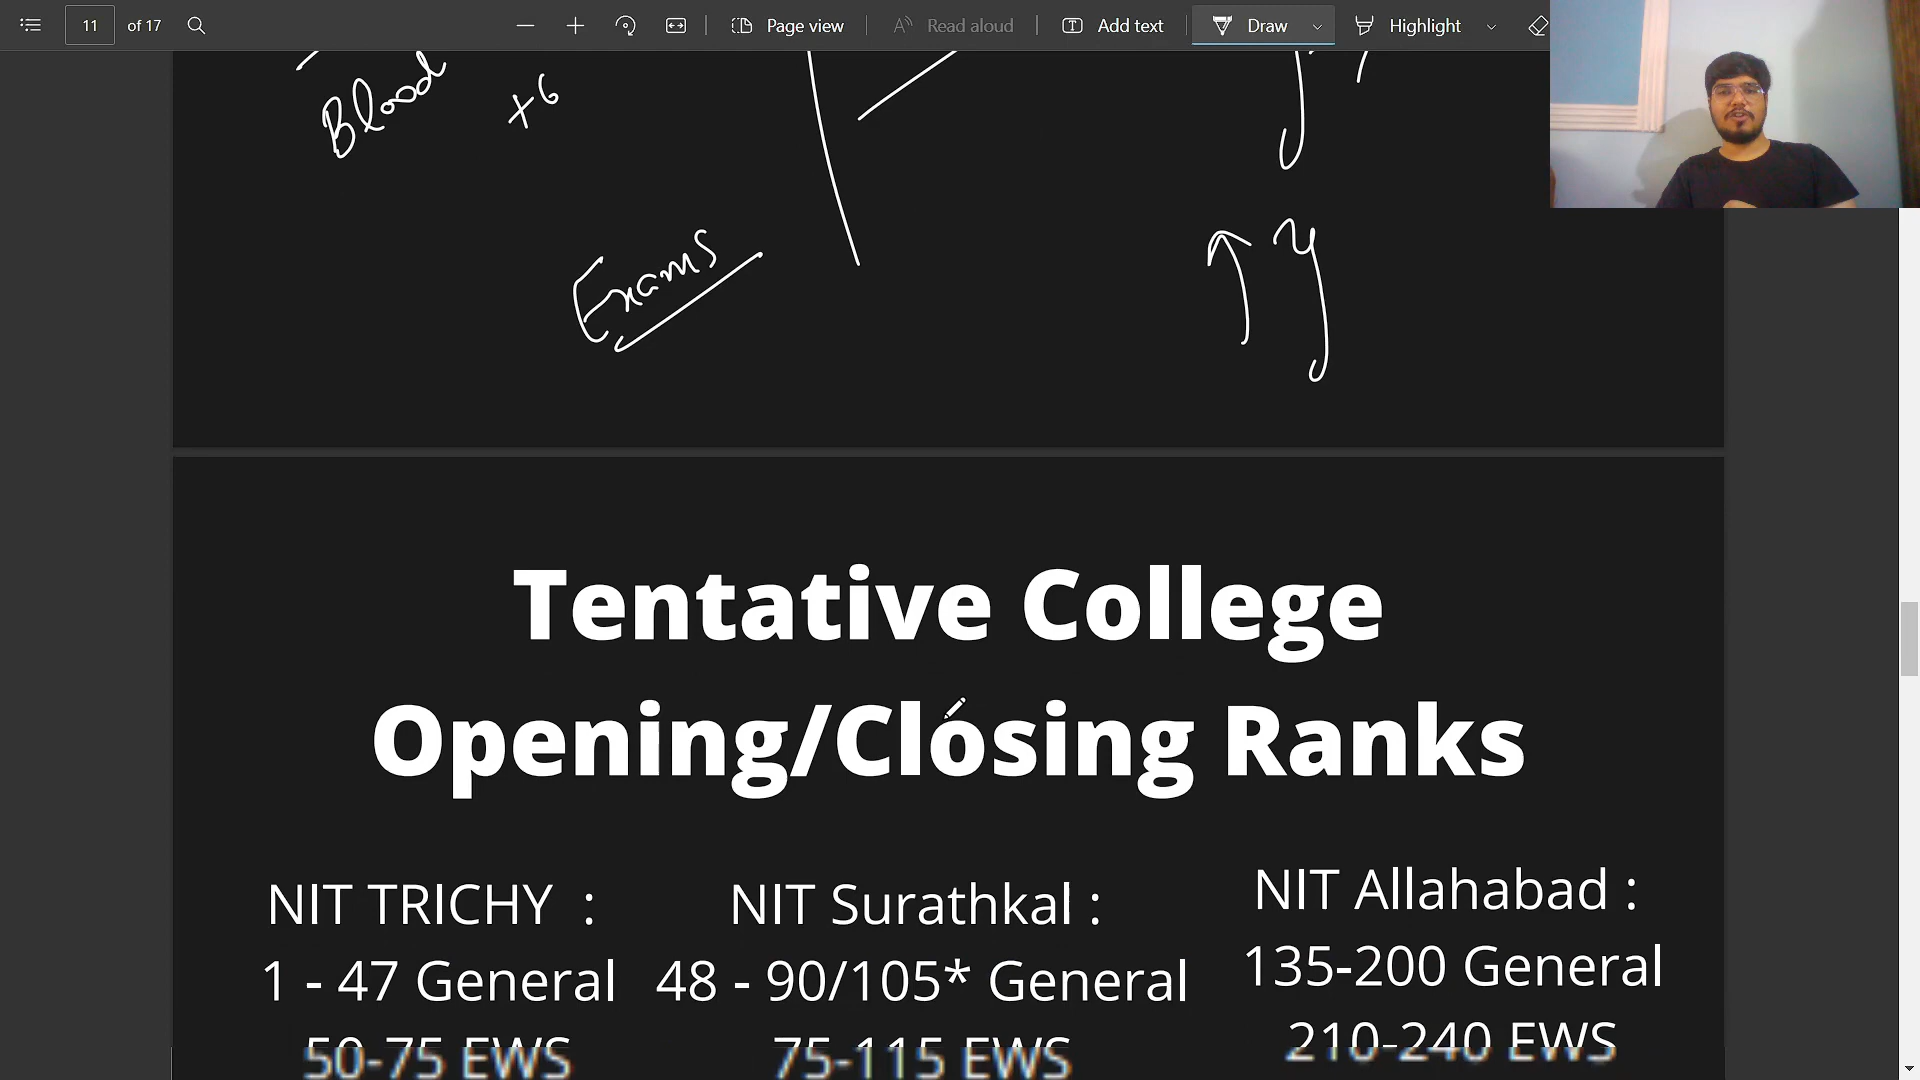 11 of 17 Page view Read aloud Add text Draw Highlight
Blood +6
Exams
↑ y
Tentative College
Opening/Closing Ranks
NIT TRICHY :
1 - 47 General
50-75 EWS
NIT Surathkal :
48 - 90/105* General
75-115 EWS
NIT Allahabad :
135-200 General
210-240 EWS